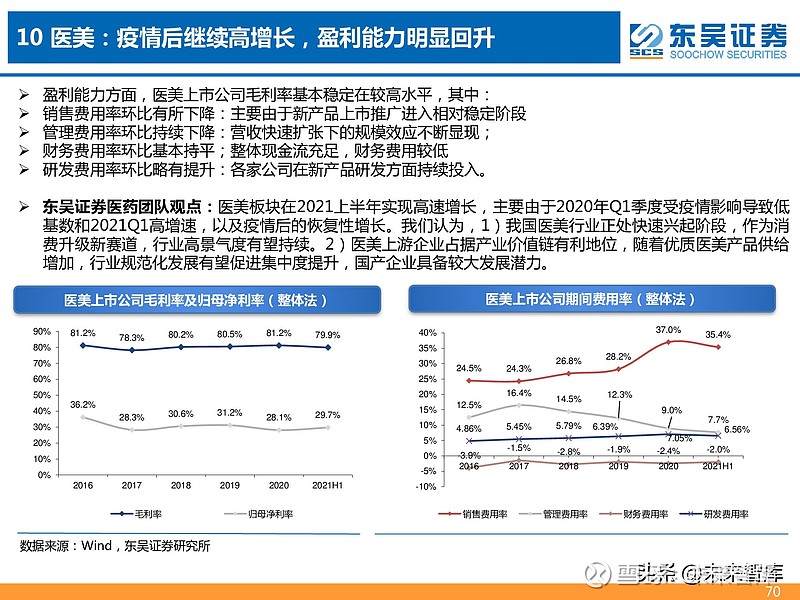 10 医美：疫情后继续高增长，盈利能力明显回升
东吴证券
SCS
SOOCHOW SECURITIES
➢ 盈利能力方面，医美上市公司毛利率基本稳定在较高水平，其中：
➢ 销售费用率环比有所下降：主要由于新产品上市推广进入相对稳定阶段
➢ 管理费用率环比持续下降：营收快速扩张下的规模效应不断显现；
➢ 财务费用率环比基本持平；整体现金流充足，财务费用较低
➢ 研发费用率环比略有提升：各家公司在新产品研发方面持续投入。
➢ 东吴证券医药团队观点：医美板块在2021上半年实现高速增长，主要由于2020年Q1季度受疫情影响导致低
基数和2021Q1高增速，以及疫情后的恢复性增长。我们认为，1）我国医美行业正处快速兴起阶段，作为消
费升级新赛道，行业高景气度有望持续。2）医美上游企业占据产业价值链有利地位，随着优质医美产品供给
增加，行业规范化发展有望促进集中度提升，国产企业具备较大发展潜力。
医美上市公司毛利率及归母净利率（整体法）
90%
80%
70%
60%
50%
40%
30%
20%
10%
0%
81.2%
78.3%
80.2%
80.5%
81.2%
79.9%
36.2%
28.3%
30.6%
31.2%
28.1%
29.7%
2016
2017
2018
2019
2020
2021H1
毛利率
归母净利率
医美上市公司期间费用率（整体法）
40%
35%
30%
25%
20%
15%
10%
5%
0%
-5%
-10%
24.5%
24.3%
26.8%
28.2%
37.0%
35.4%
12.5%
16.4%
14.5%
12.3%
9.0%
7.7%
4.86%
5.45%
5.79%
6.39%
7.05%
6.56%
-3.9%
-1.5%
-2.8%
-1.9%
-2.4%
-2.0%
2016
2017
2018
2019
2020
2021H1
销售费用率
管理费用率
财务费用率
研发费用率
数据来源：Wind，东吴证券研究所
头条 @未来智库
70